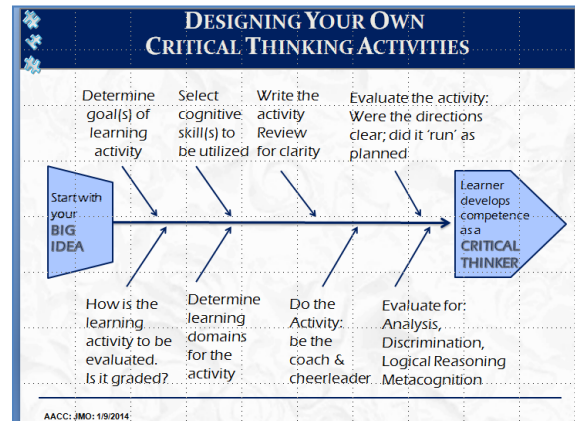 DESIGNING YOUR OWN
CRITICAL THINKING ACTIVITIES
Determine
goal(s) of
learning
activity
Select
cognitive
skill(s) to
be utilized
Write the
activity
Review
for clarity
Evaluate the activity:
Were the directions
clear; did it ‘run’ as
planned
Start with
your
BIG
IDEA
Learner
develops
competence
as a
CRITICAL
THINKER
How is the
learning
activity to be
evaluated.
Is it graded?
Determine
learning
domains
for the
activity
Do the
Activity:
be the
coach &
cheerleader
Evaluate for:
Analysis,
Discrimination,
Logical Reasoning
Metacognition
AACC: JMO: 1/9/2014